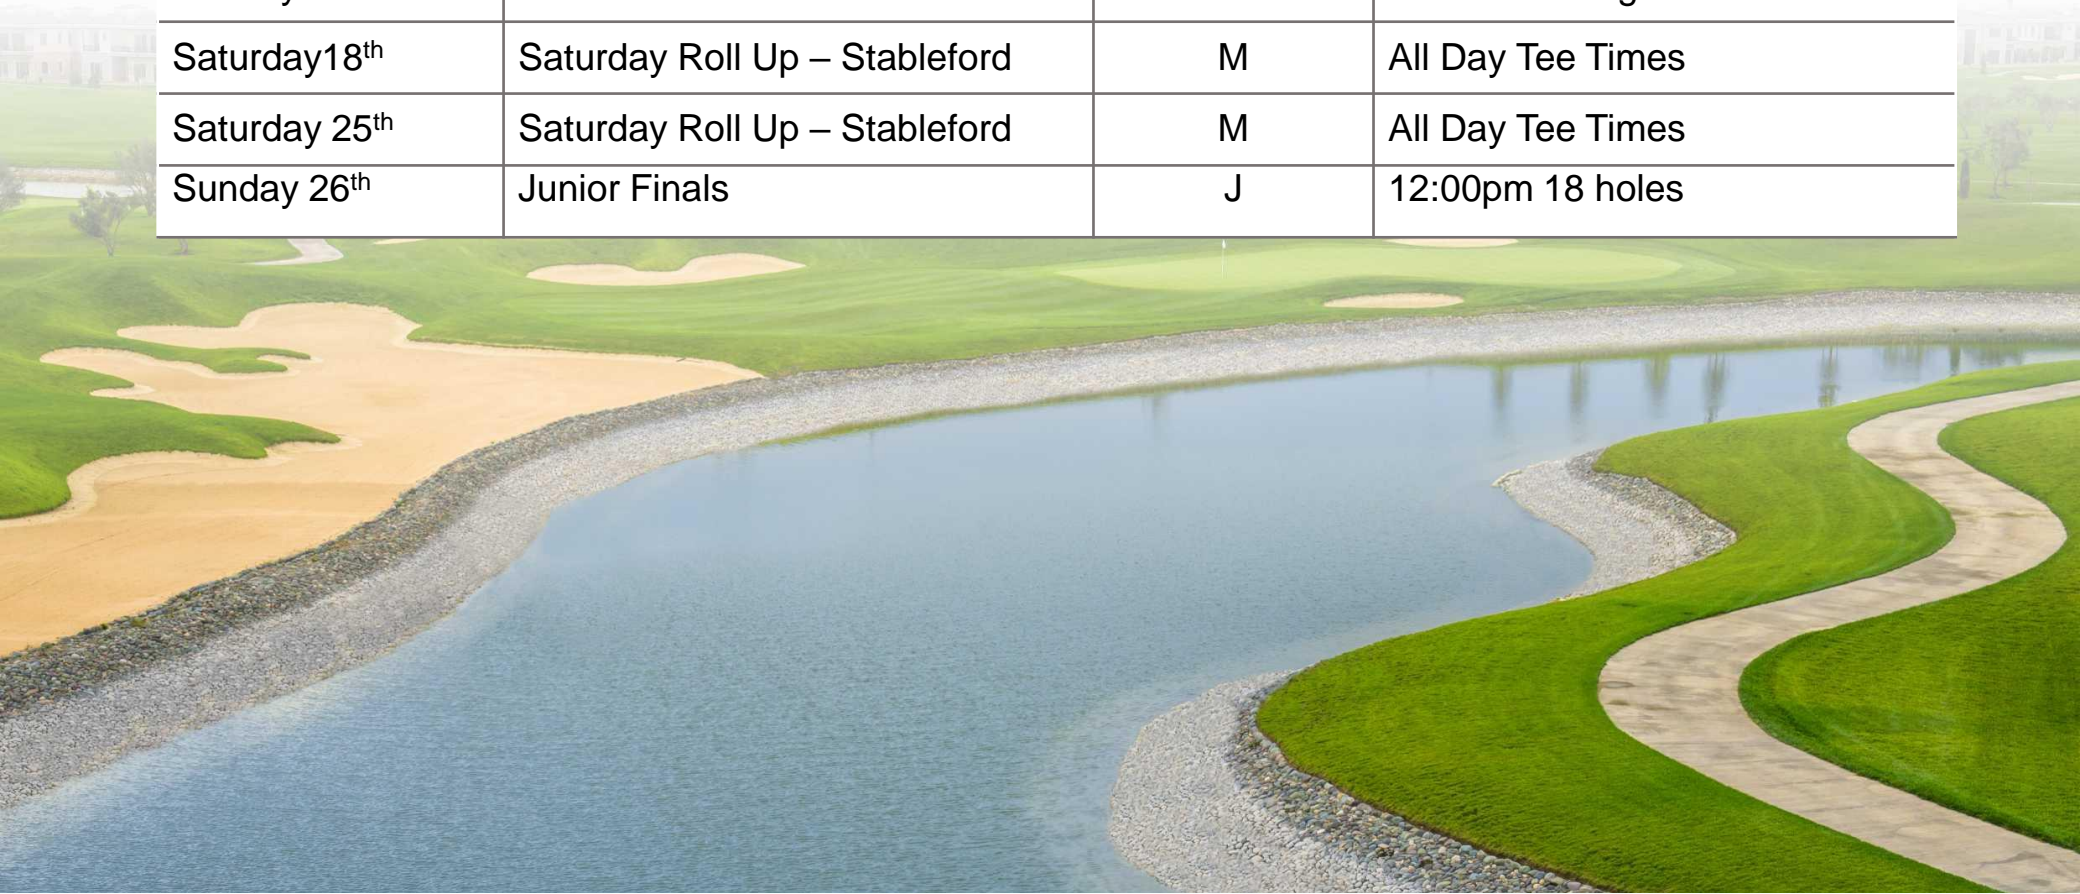 Saturday18th Saturday Roll Up – Stableford M All Day Tee Times
Saturday 25th Saturday Roll Up – Stableford M All Day Tee Times
Sunday 26th Junior Finals J 12:00pm 18 holes